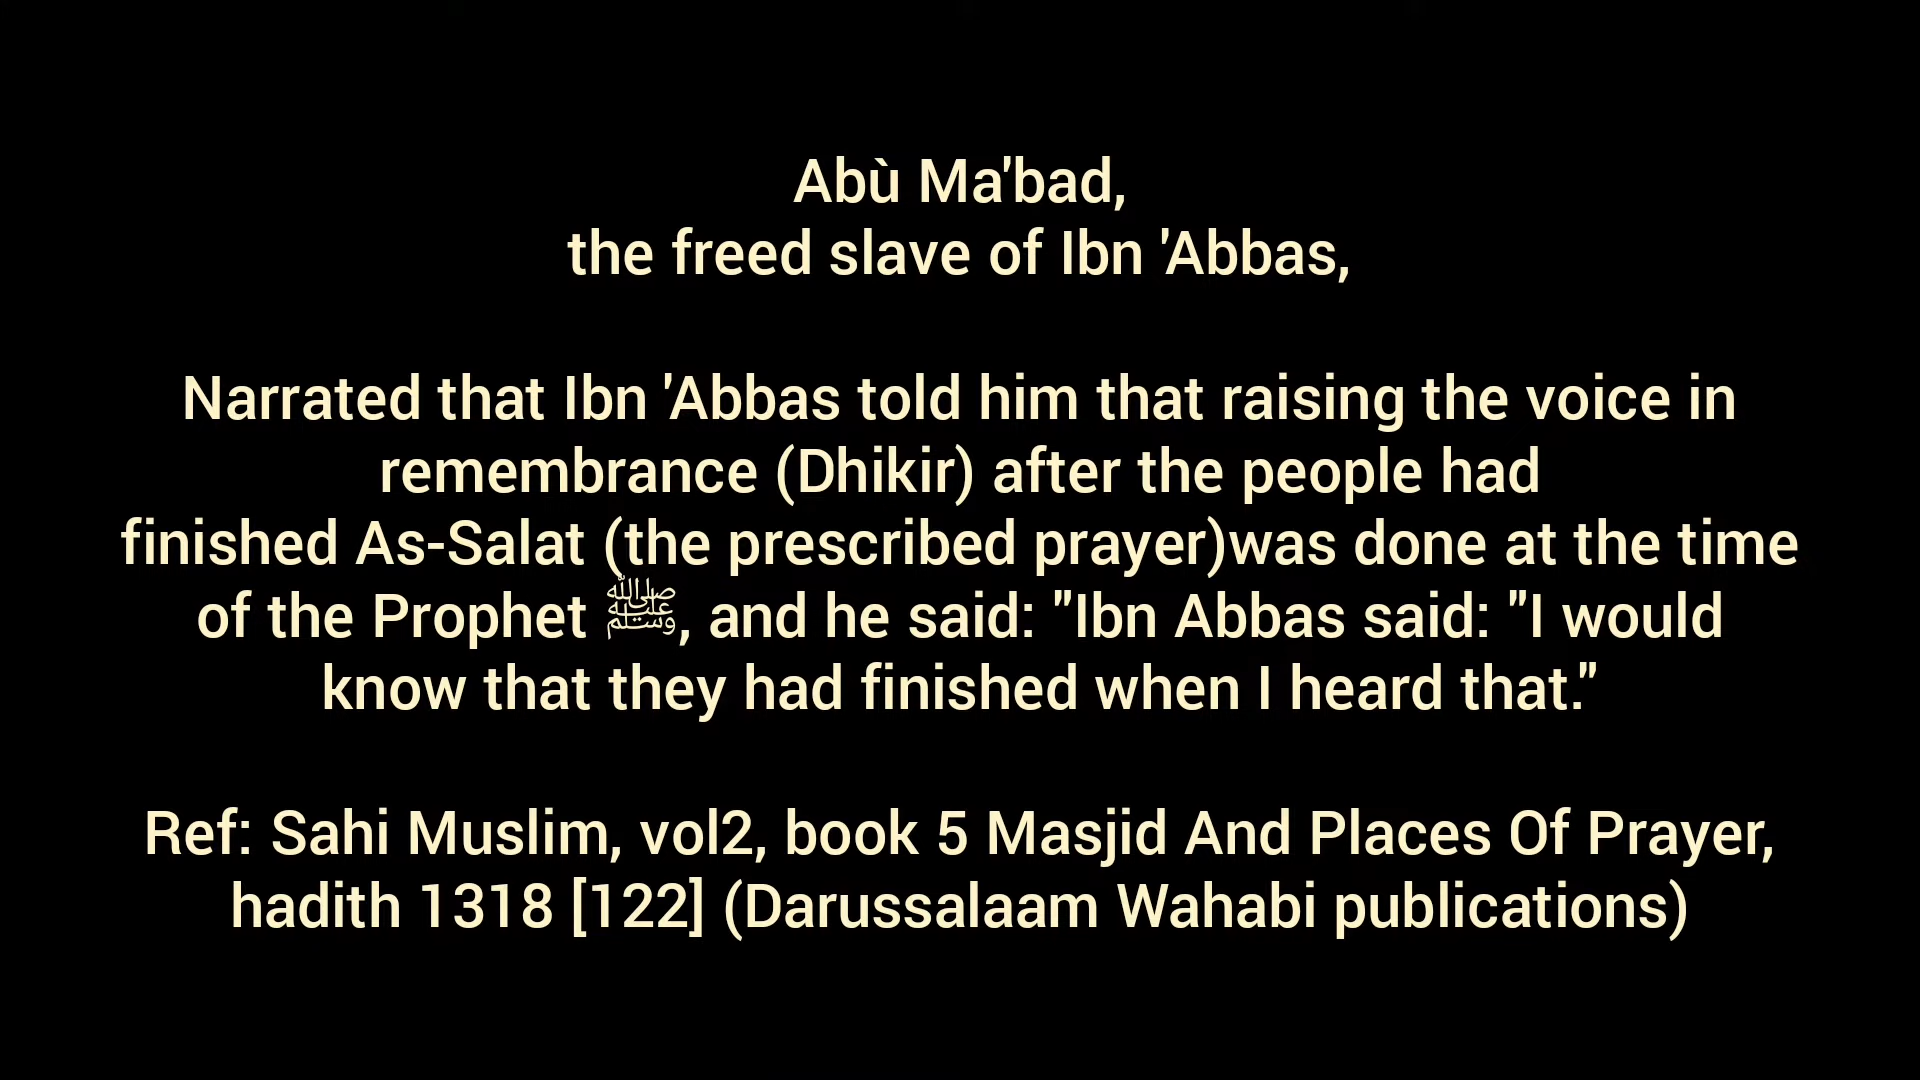 Abù Ma'bad,
the freed slave of Ibn 'Abbas,
Narrated that Ibn 'Abbas told him that raising the voice in
remembrance (Dhikir) after the people had
finished As-Salat (the prescribed prayer)was done at the time
of the Prophet ﷺ, and he said: "Ibn Abbas said: "I would
know that they had finished when I heard that."
Ref: Sahi Muslim, vol2, book 5 Masjid And Places Of Prayer,
hadith 1318 [122] (Darussalaam Wahabi publications)